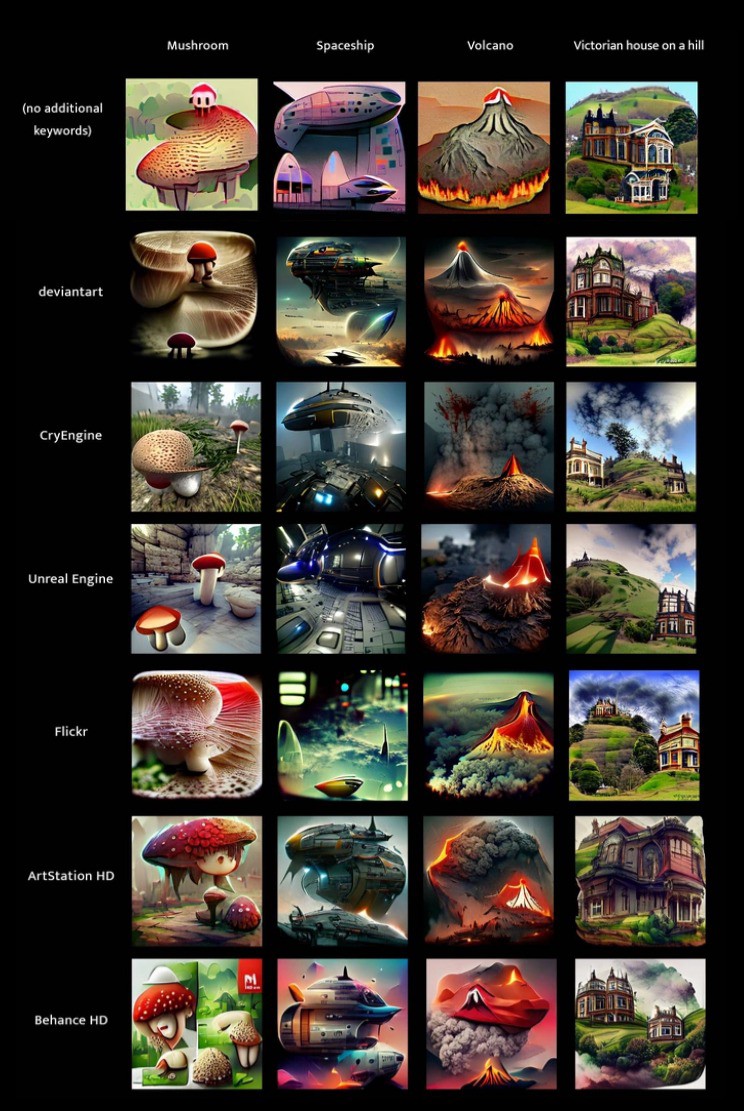 Mushroom
Spaceship
Volcano
Victorian house on a hill
(no additional
keywords)
deviantart
CryEngine
Unreal Engine
Flickr
ArtStation HD
Behance HD